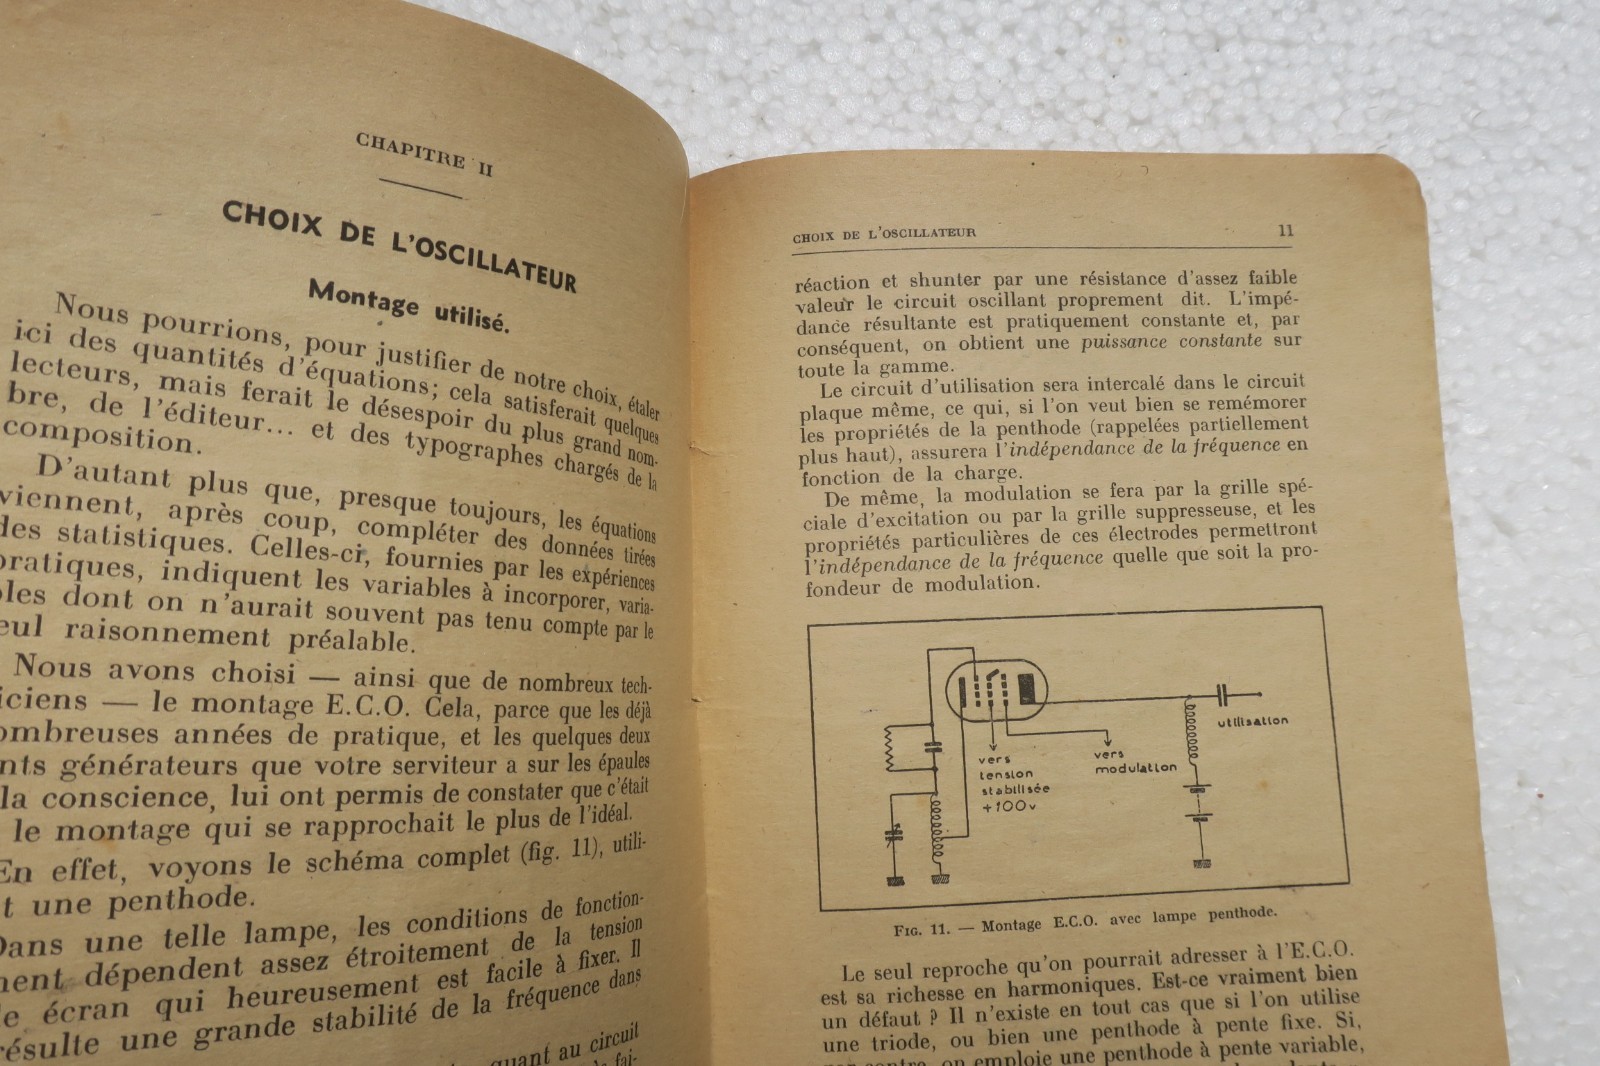 CHAPITRE II
CHOIX DE L'OSCILLATEUR
Montage utilisé.
Nous pourrions, pour justifier de notre choix, étaler
ici des quantités d'équations; cela satisferait quelques
lecteurs, mais ferait le désespoir du plus grand nom-
bre, de l'éditeur... et des typographes chargés de la
composition.
D'autant plus que, presque toujours, les équations
viennent, après coup, compléter des données tirées
des statistiques. Celles-ci, fournies par les expériences
pratiques, indiquent les variables à incorporer, varia-
bles dont on n'aurait souvent pas tenu compte par le
eul raisonnement préalable.
Nous avons choisi — ainsi que de nombreux tech-
iciens — le montage E.C.O. Cela, parce que les déjà
ombreuses années de pratique, et les quelques deux
nts générateurs que votre serviteur a sur les épaules
la conscience, lui ont permis de constater que c'était
le montage qui se rapprochait le plus de l'idéal.
En effet, voyons le schéma complet (fig. 11), utili-
t une penthode.
Dans une telle lampe, les conditions de fonction-
nent dépendent assez étroitement de la tension
e écran qui heureusement est facile à fixer. Il
résulte une grande stabilité de la fréquence dans
quant au circuit
fai-
CHOIX DE L'OSCILLATEUR 11
réaction et shunter par une résistance d'assez faible
valeur le circuit oscillant proprement dit. L'impé-
dance résultante est pratiquement constante et, par
conséquent, on obtient une puissance constante sur
toute la gamme.
Le circuit d'utilisation sera intercalé dans le circuit
plaque même, ce qui, si l'on veut bien se remémorer
les propriétés de la penthode (rappelées partiellement
plus haut), assurera l'indépendance de la fréquence en
fonction de la charge.
De même, la modulation se fera par la grille spé-
ciale d'excitation ou par la grille suppresseuse, et les
propriétés particulières de ces électrodes permettront
l'indépendance de la fréquence quelle que soit la pro-
fondeur de modulation.
utilisation
vers
tension
stabilisée
+100v
vers
modulation
FIG. 11. — Montage E.C.O. avec lampe penthode.
Le seul reproche qu'on pourrait adresser à l'E.C.O.
est sa richesse en harmoniques. Est-ce vraiment bien
un défaut ? Il n'existe en tout cas que si l'on utilise
une triode, ou bien une penthode à pente fixe. Si,
par contre, on emploie une penthode à pente variable,